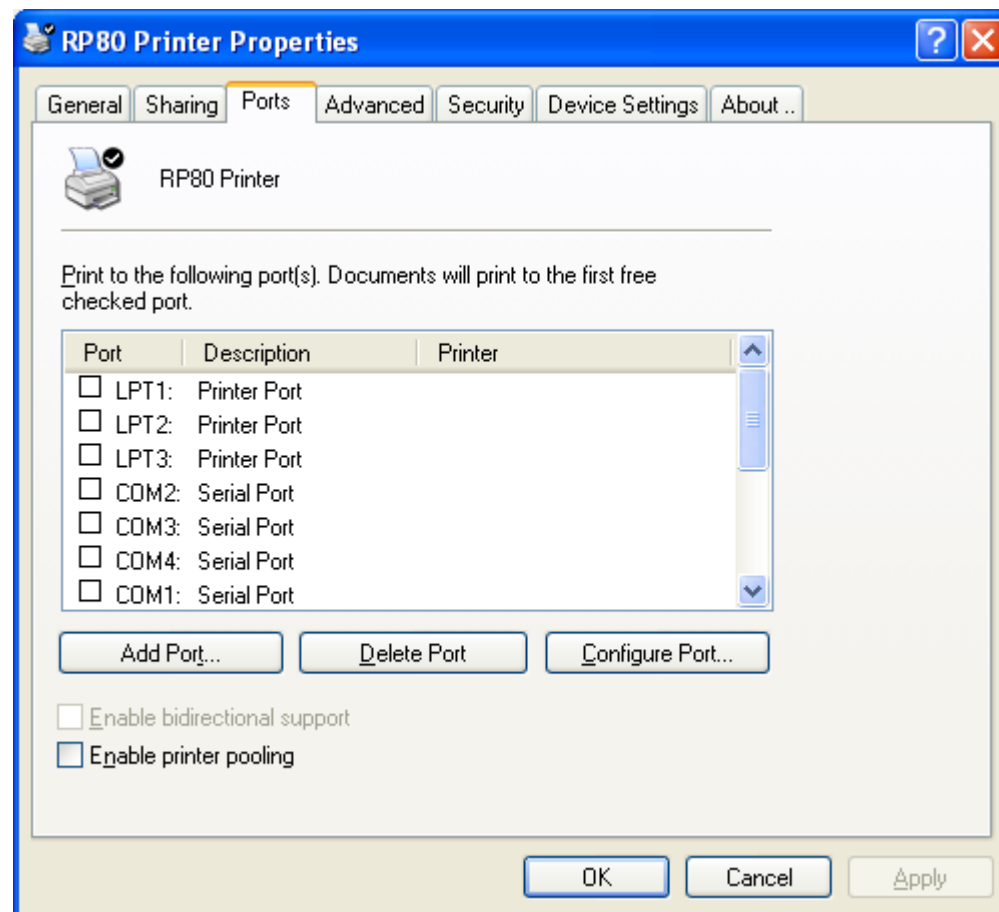 RP80 Printer Properties
General Sharing Ports Advanced Security Device Settings About ..
RP80 Printer
Print to the following port(s). Documents will print to the first free
checked port.
Port Description Printer
LPT1: Printer Port
LPT2: Printer Port
LPT3: Printer Port
COM2: Serial Port
COM3: Serial Port
COM4: Serial Port
COM1: Serial Port
Add Port... Delete Port Configure Port...
Enable bidirectional support
Enable printer pooling
OK Cancel Apply